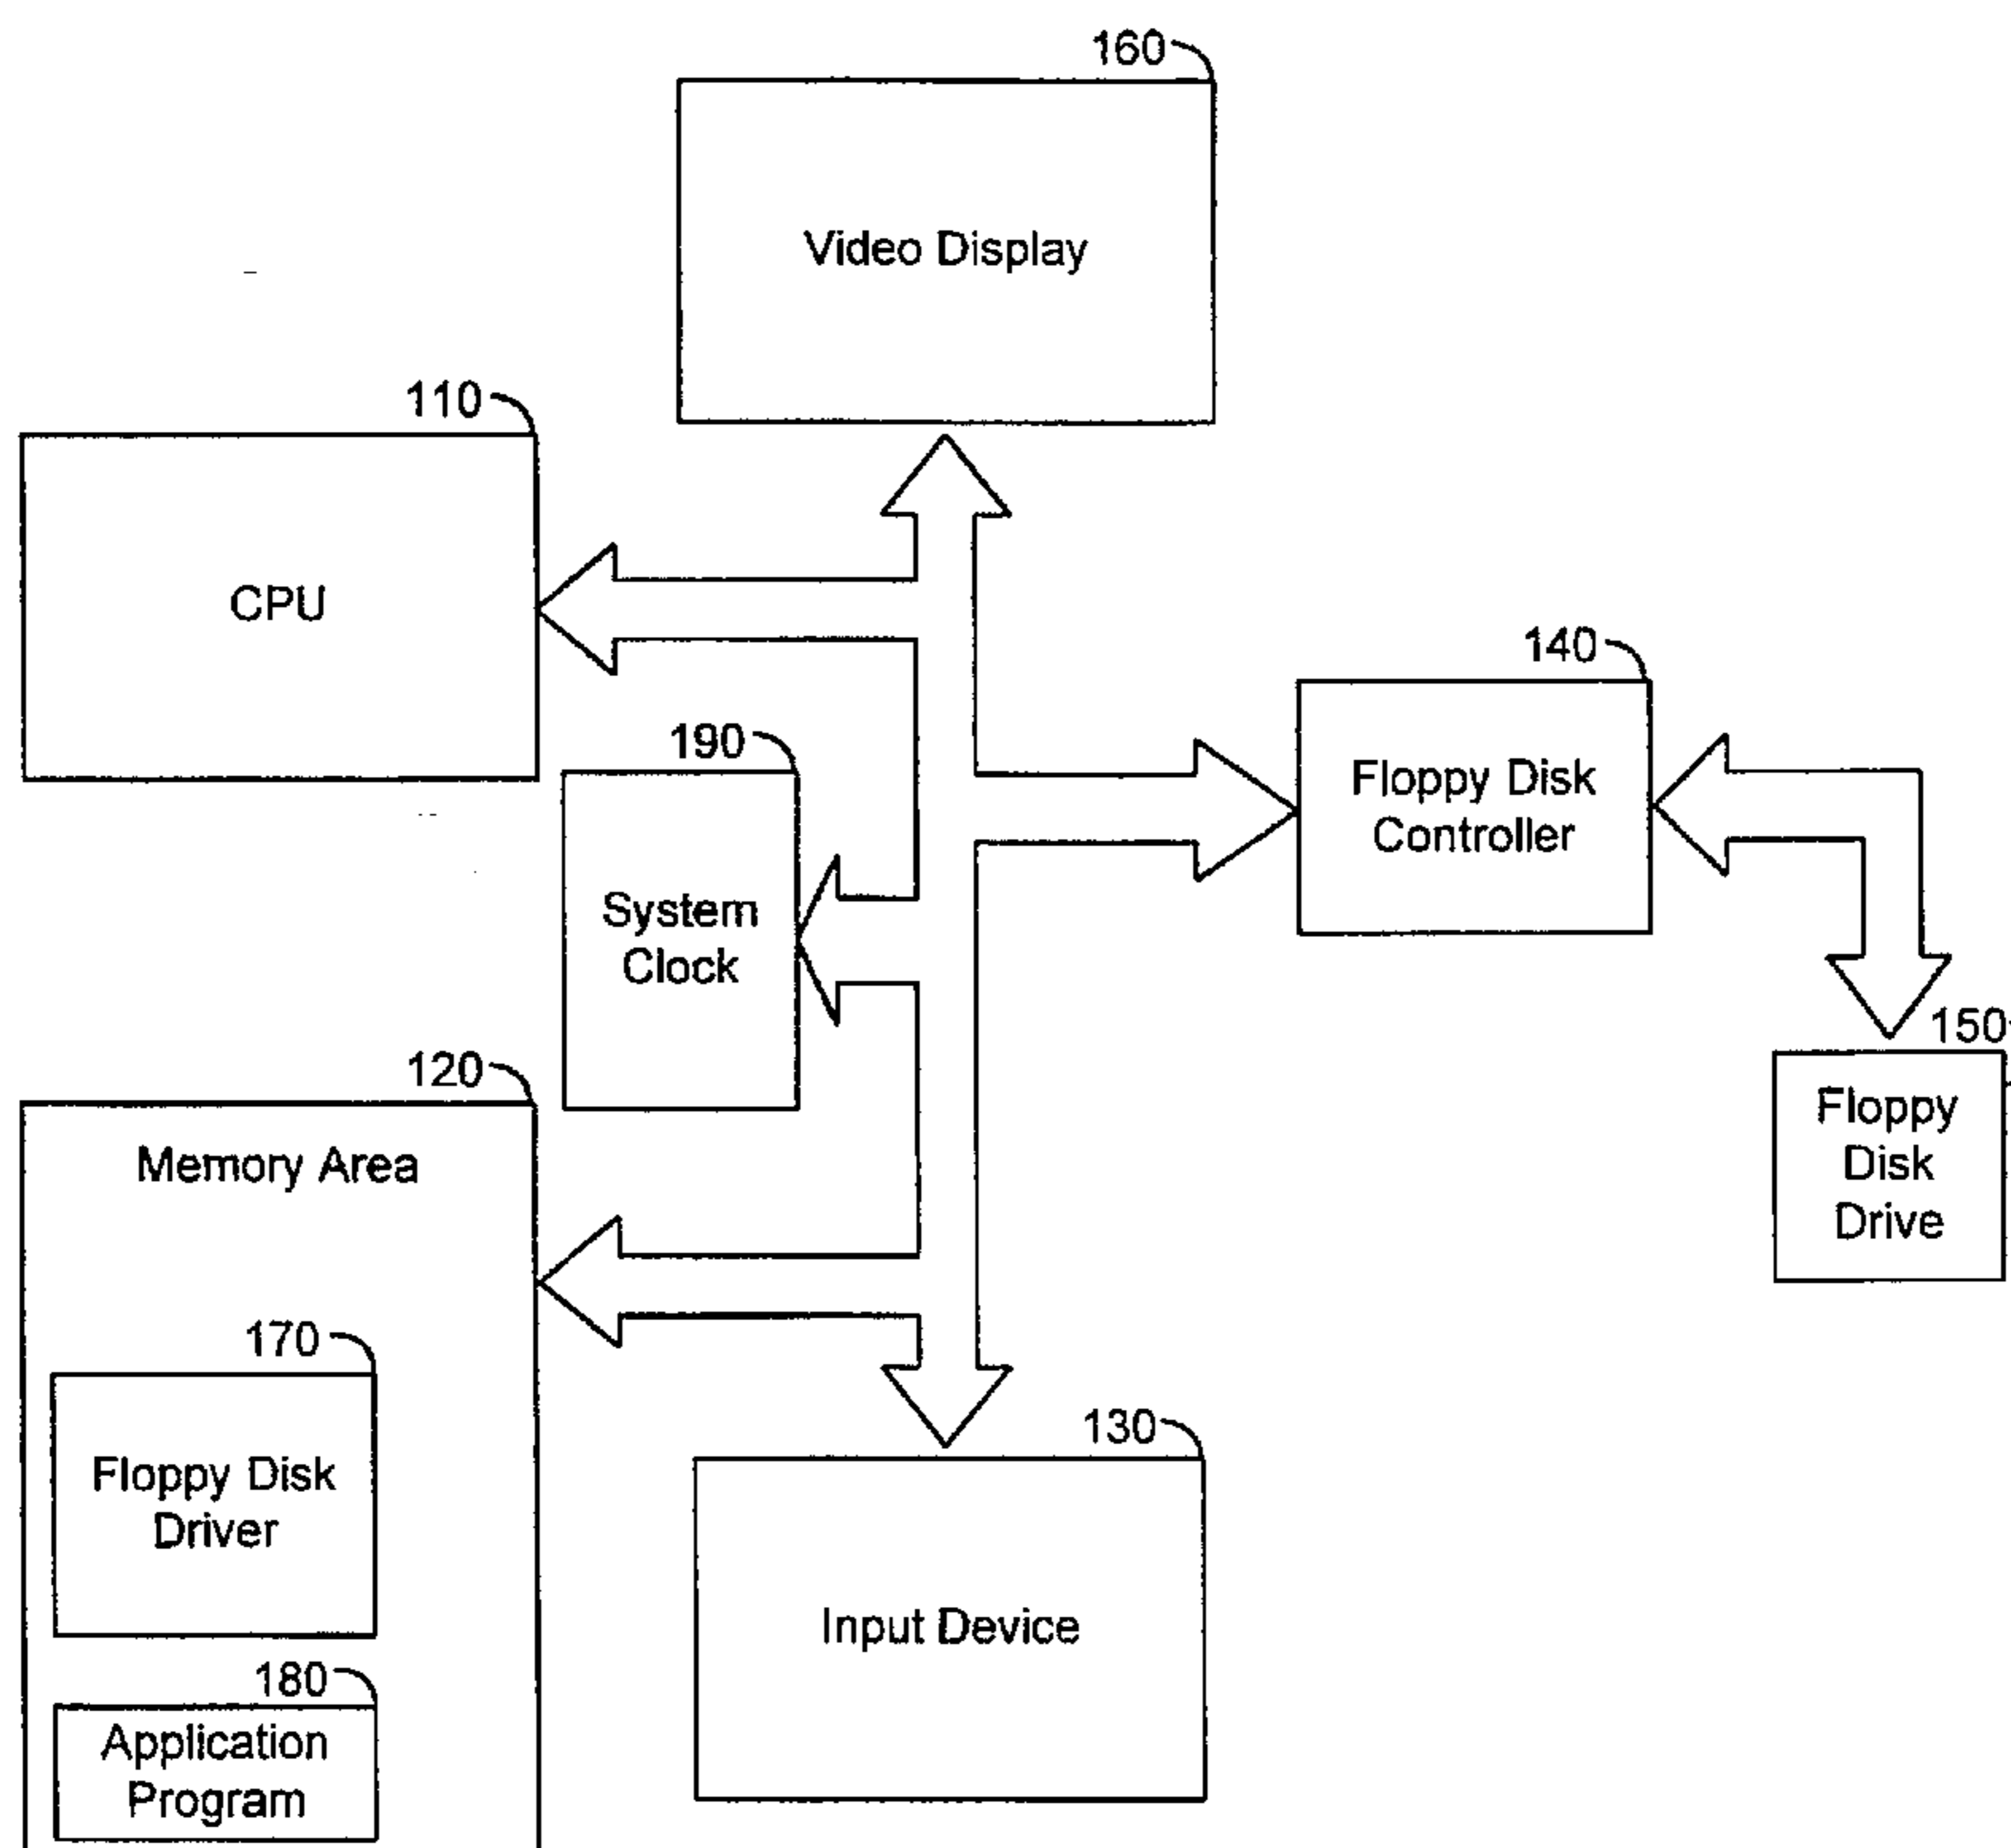 160
Video Display
110
CPU
140
Floppy Disk
Controller
190
System
Clock
150
Floppy
Disk
Drive
120
Memory Area
170
Floppy Disk
Driver
130
Input Device
180
Application
Program